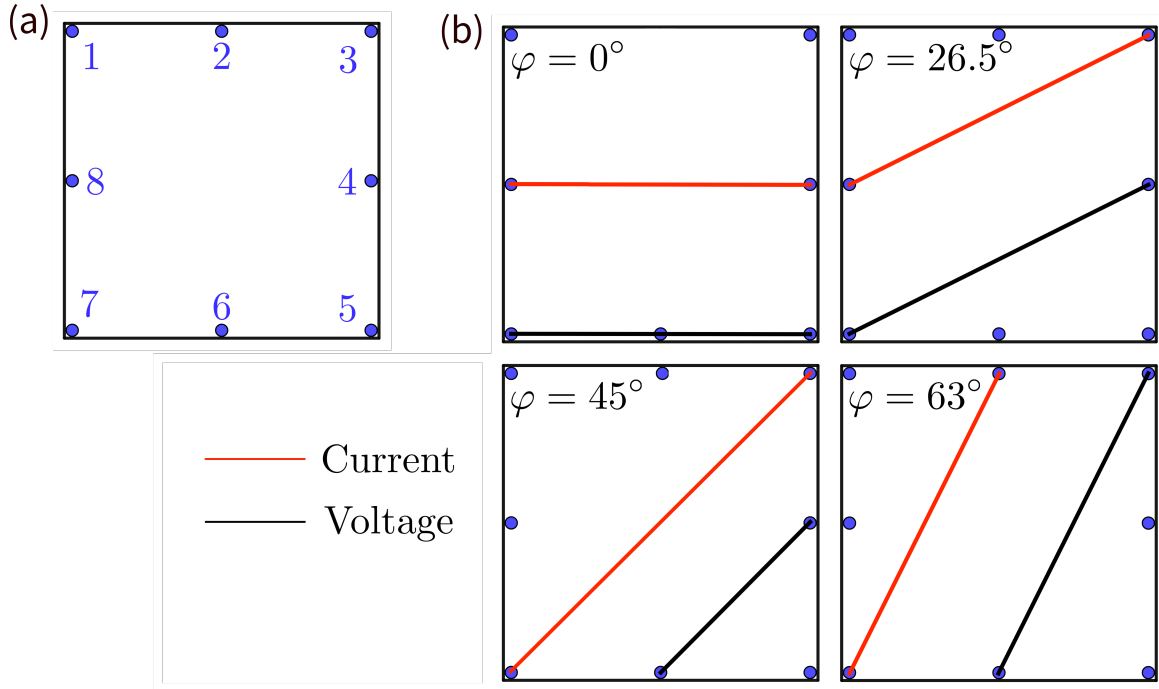 (a)
1 2 3
8 4
7 6 5
(b)
φ = 0°
φ = 26.5°
φ = 45°
φ = 63°
Current
Voltage